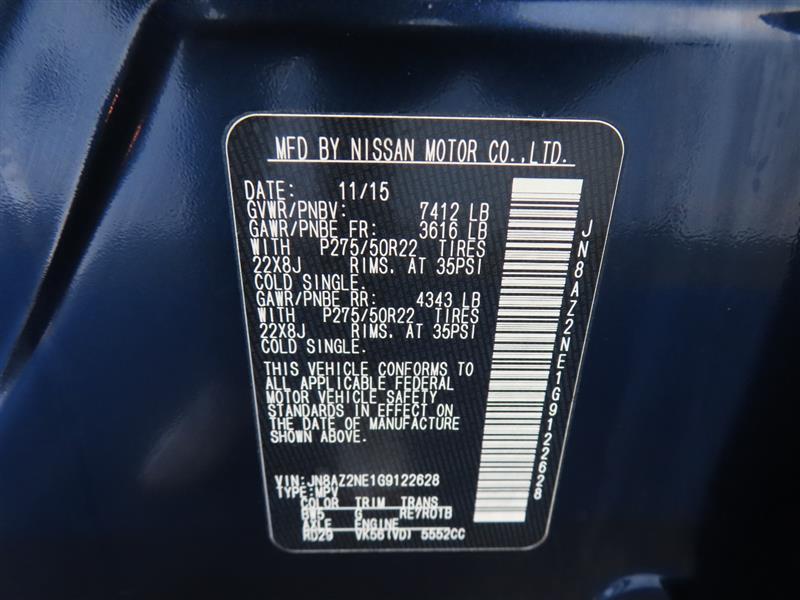 MFD BY NISSAN MOTOR CO.,LTD.
DATE: 11/15
GVWR/PNBV: 7412 LB
GAWR/PNBE FR: 3616 LB
WITH P275/50R22 TIRES
22X8J RIMS. AT 35PSI
COLD SINGLE.
GAWR/PNBE RR: 4343 LB
WITH P275/50R22 TIRES
22X8J RIMS. AT 35PSI
COLD SINGLE.
THIS VEHICLE CONFORMS TO
ALL APPLICABLE FEDERAL
MOTOR VEHICLE SAFETY
STANDARDS IN EFFECT ON
THE DATE OF MANUFACTURE
SHOWN ABOVE.
VIN:JN8AZ2NE1G9122628
TYPE:MPV
COLOR TRIM TRANS
BW5 G RE7R01B
AXLE ENGINE
RD29 VK56(VD) 5552CC
JN8AZ2NE1G9122628